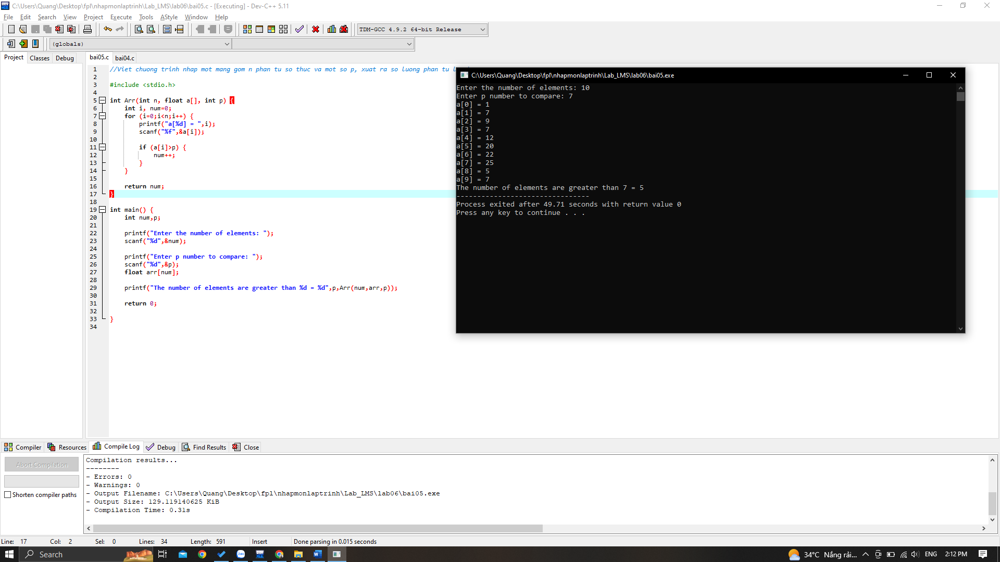 C:\Users\Quang\Desktop\fpl\nhapmonlaptrinh\Lab_LMS\lab06\bai05.c - [Executing] - Dev-C++ 5.11
File Edit Search View Project Execute Tools AStyle Window Help
TDM-GCC 4.9.2 64-bit Release
(globals)
Project Classes Debug
bai05.c bai04.c
1 //Viet chuong trinh nhap mot mang gom n phan tu so thuc va mot so p, xuat ra so luong phan tu
2
3 #include <stdio.h>
4
5 int Arr(int n, float a[], int p) {
6 int i, num=0;
7 for (i=0;i<n;i++) {
8 printf("a[%d] = ",i);
9 scanf("%f",&a[i]);
10
11 if (a[i]>p) {
12 num++;
13 }
14 }
15
16 return num;
17 }
18
19 int main() {
20 int num,p;
21
22 printf("Enter the number of elements: ");
23 scanf("%d",&num);
24
25 printf("Enter p number to compare: ");
26 scanf("%d",&p);
27 float arr[num];
28
29 printf("The number of elements are greater than %d = %d",p,Arr(num,arr,p));
30
31 return 0;
32
33 }
34
C:\Users\Quang\Desktop\fpl\nhapmonlaptrinh\Lab_LMS\lab06\bai05.exe
Enter the number of elements: 10
Enter p number to compare: 7
a[0] = 1
a[1] = 7
a[2] = 9
a[3] = 7
a[4] = 12
a[5] = 20
a[6] = 22
a[7] = 25
a[8] = 5
a[9] = 7
The number of elements are greater than 7 = 5
--------------------------------
Process exited after 49.71 seconds with return value 0
Press any key to continue . . .
Compiler Resources Compile Log Debug Find Results Close
Abort Compilation
Shorten compiler paths
Compilation results...
--------
- Errors: 0
- Warnings: 0
- Output Filename: C:\Users\Quang\Desktop\fpl\nhapmonlaptrinh\Lab_LMS\lab06\bai05.exe
- Output Size: 129.119140625 KiB
- Compilation Time: 0.31s
Line: 17 Col: 2 Sel: 0 Lines: 34 Length: 591 Insert Done parsing in 0.015 seconds
Search
34°C Nắng rải... ENG 2:12 PM